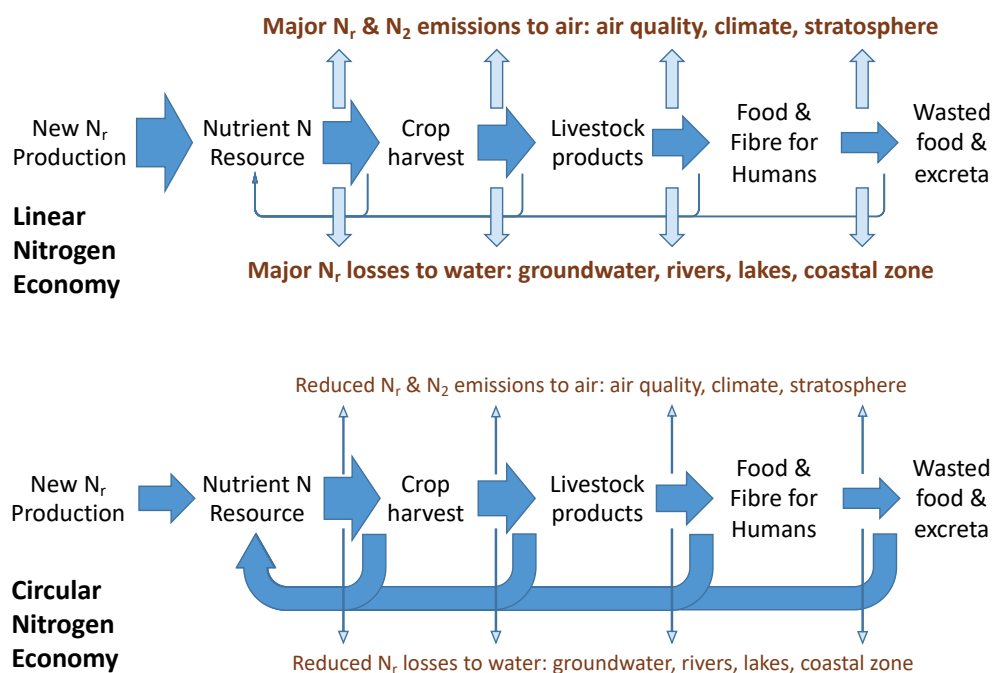 Major Nr & N2 emissions to air: air quality, climate, stratosphere
New Nr
Production
Nutrient N
Resource
Crop
harvest
Livestock
products
Food &
Fibre for
Humans
Wasted
food &
excreta
Linear
Nitrogen
Economy
Major Nr losses to water: groundwater, rivers, lakes, coastal zone
Reduced Nr & N2 emissions to air: air quality, climate, stratosphere
New Nr
Production
Nutrient N
Resource
Crop
harvest
Livestock
products
Food &
Fibre for
Humans
Wasted
food &
excreta
Circular
Nitrogen
Economy
Reduced Nr losses to water: groundwater, rivers, lakes, coastal zone